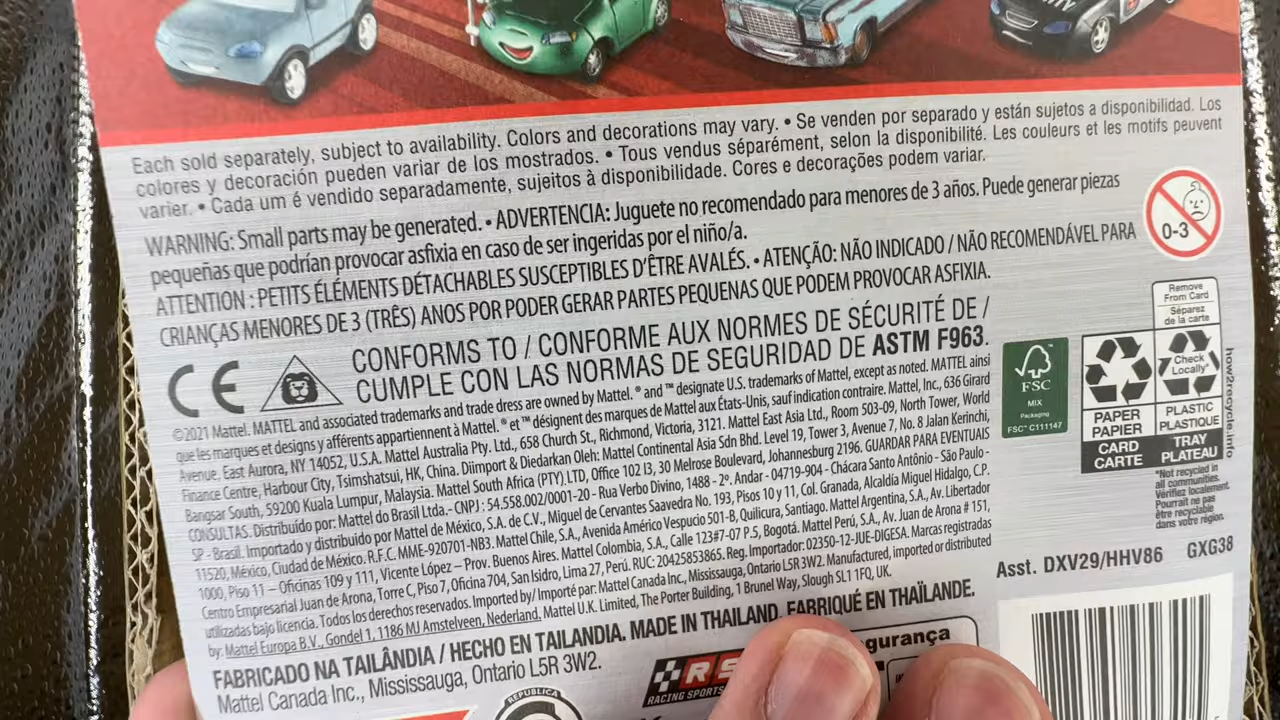 Each sold separately, subject to availability. Colors and decorations may vary. • Se venden por separado y están sujetos a disponibilidad. Los
colores y decoración pueden variar de los mostrados. • Tous vendus séparément, selon la disponibilité. Les couleurs et les motifs peuvent
varier. • Cada um é vendido separadamente, sujeitos à disponibilidade. Cores e decorações podem variar.
WARNING: Small parts may be generated. • ADVERTENCIA: Juguete no recomendado para menores de 3 años. Puede generar piezas
pequeñas que podrían provocar asfixia en caso de ser ingeridas por el niño/a.
ATTENTION : PETITS ÉLÉMENTS DÉTACHABLES SUSCEPTIBLES D'ÊTRE AVALÉS. • ATENÇÃO: NÃO INDICADO / NÃO RECOMENDÁVEL PARA
CRIANÇAS MENORES DE 3 (TRÊS) ANOS POR PODER GERAR PARTES PEQUENAS QUE PODEM PROVOCAR ASFIXIA.
0-3
CE
CONFORMS TO / CONFORME AUX NORMES DE SÉCURITÉ DE /
CUMPLE CON LAS NORMAS DE SEGURIDAD DE ASTM F963.
©2021 Mattel. MATTEL and associated trademarks and trade dress are owned by Mattel. ® and ™ designate U.S. trademarks of Mattel, except as noted. MATTEL ainsi
que les marques et designs y afférents appartiennent à Mattel. ® et ™ désignent des marques de Mattel aux États-Unis, sauf indication contraire. Mattel, Inc., 636 Girard
Avenue, East Aurora, NY 14052, U.S.A. Mattel Australia Pty. Ltd., 658 Church St., Richmond, Victoria, 3121. Mattel East Asia Ltd., Room 503-09, North Tower, World
Finance Centre, Harbour City, Tsimshatsui, HK, China. Diimport & Diedarkan Oleh: Mattel Continental Asia Sdn Bhd. Level 19, Tower 3, Avenue 7, No. 8 Jalan Kerinchi,
Bangsar South, 59200 Kuala Lumpur, Malaysia. Mattel South Africa (PTY) LTD, Office 102 I3, 30 Melrose Boulevard, Johannesburg 2196. GUARDAR PARA EVENTUAIS
CONSULTAS. Distribuído por: Mattel do Brasil Ltda.- CNPJ : 54.558.002/0001-20 - Rua Verbo Divino, 1488 - 2º. Andar - 04719-904 - Chácara Santo Antônio - São Paulo -
SP - Brasil. Importado y distribuido por Mattel de México, S.A. de C.V., Miguel de Cervantes Saavedra No. 193, Pisos 10 y 11, Col. Granada, Alcaldía Miguel Hidalgo, C.P.
11520, México, Ciudad de México. R.F.C. MME-920701-NB3. Mattel Chile, S.A., Avenida Américo Vespucio 501-B, Quilicura, Santiago. Mattel Argentina, S.A., Av. Libertador
1000, Piso 11 – Oficinas 109 y 111, Vicente López – Prov. Buenos Aires. Mattel Colombia, S.A., Calle 123#7-07 P.5, Bogotá. Mattel Perú, S.A., Av. Juan de Arona # 151,
Centro Empresarial Juan de Arona, Torre C, Piso 7, Oficina 704, San Isidro, Lima 27, Perú. RUC: 20425853865. Reg. Importador: 02350-12-JUE-DIGESA. Marcas registradas
utilizadas bajo licencia. Todos los derechos reservados. Imported by/ Importé par: Mattel Canada Inc., Mississauga, Ontario L5R 3W2. Manufactured, imported or distributed
by: Mattel Europa B.V., Gondel 1, 1186 MJ Amstelveen, Nederland. Mattel U.K. Limited, The Porter Building, 1 Brunel Way, Slough SL1 1FQ, UK.
FABRICADO NA TAILÂNDIA / HECHO EN TAILANDIA. MADE IN THAILAND. FABRIQUÉ EN THAÏLANDE.
Mattel Canada Inc., Mississauga, Ontario L5R 3W2.
FSC
MIX
Packaging
FSC™ C111147
Remove
From Card
Séparez
de la carte
Check
Locally*
PAPER
PAPIER
CARD
CARTE
PLASTIC
PLASTIQUE
TRAY
PLATEAU
how2recycle.info
*Not recycled in
all communities.
Vérifiez localement.
Pourrait ne pas
être recyclable
dans votre région.
Asst. DXV29/HHV86 GXG38
RS
RACING SPORTS
REPUBLICA
gurança